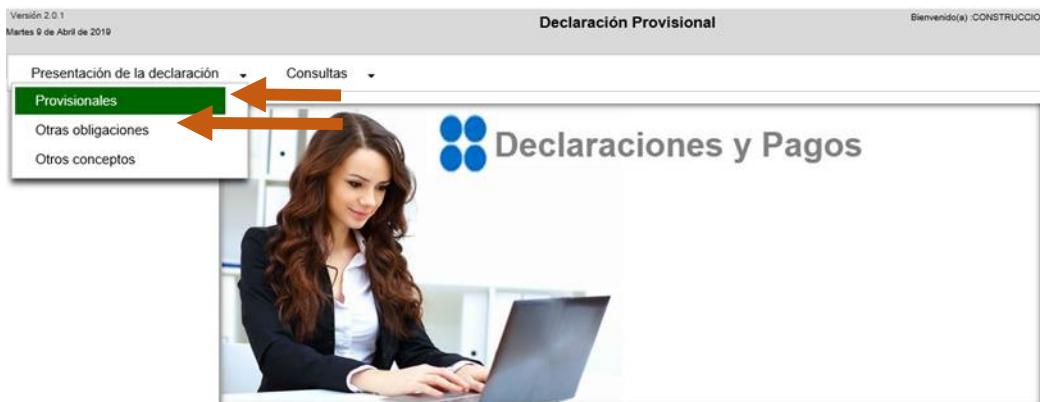 Versión 2.0.1
Martes 9 de Abril de 2019
Declaración Provisional
Bienvenido(a) :CONSTRUCCIO
Presentación de la declaración
Consultas
Provisionales
Otras obligaciones
Otros conceptos
Declaraciones y Pagos